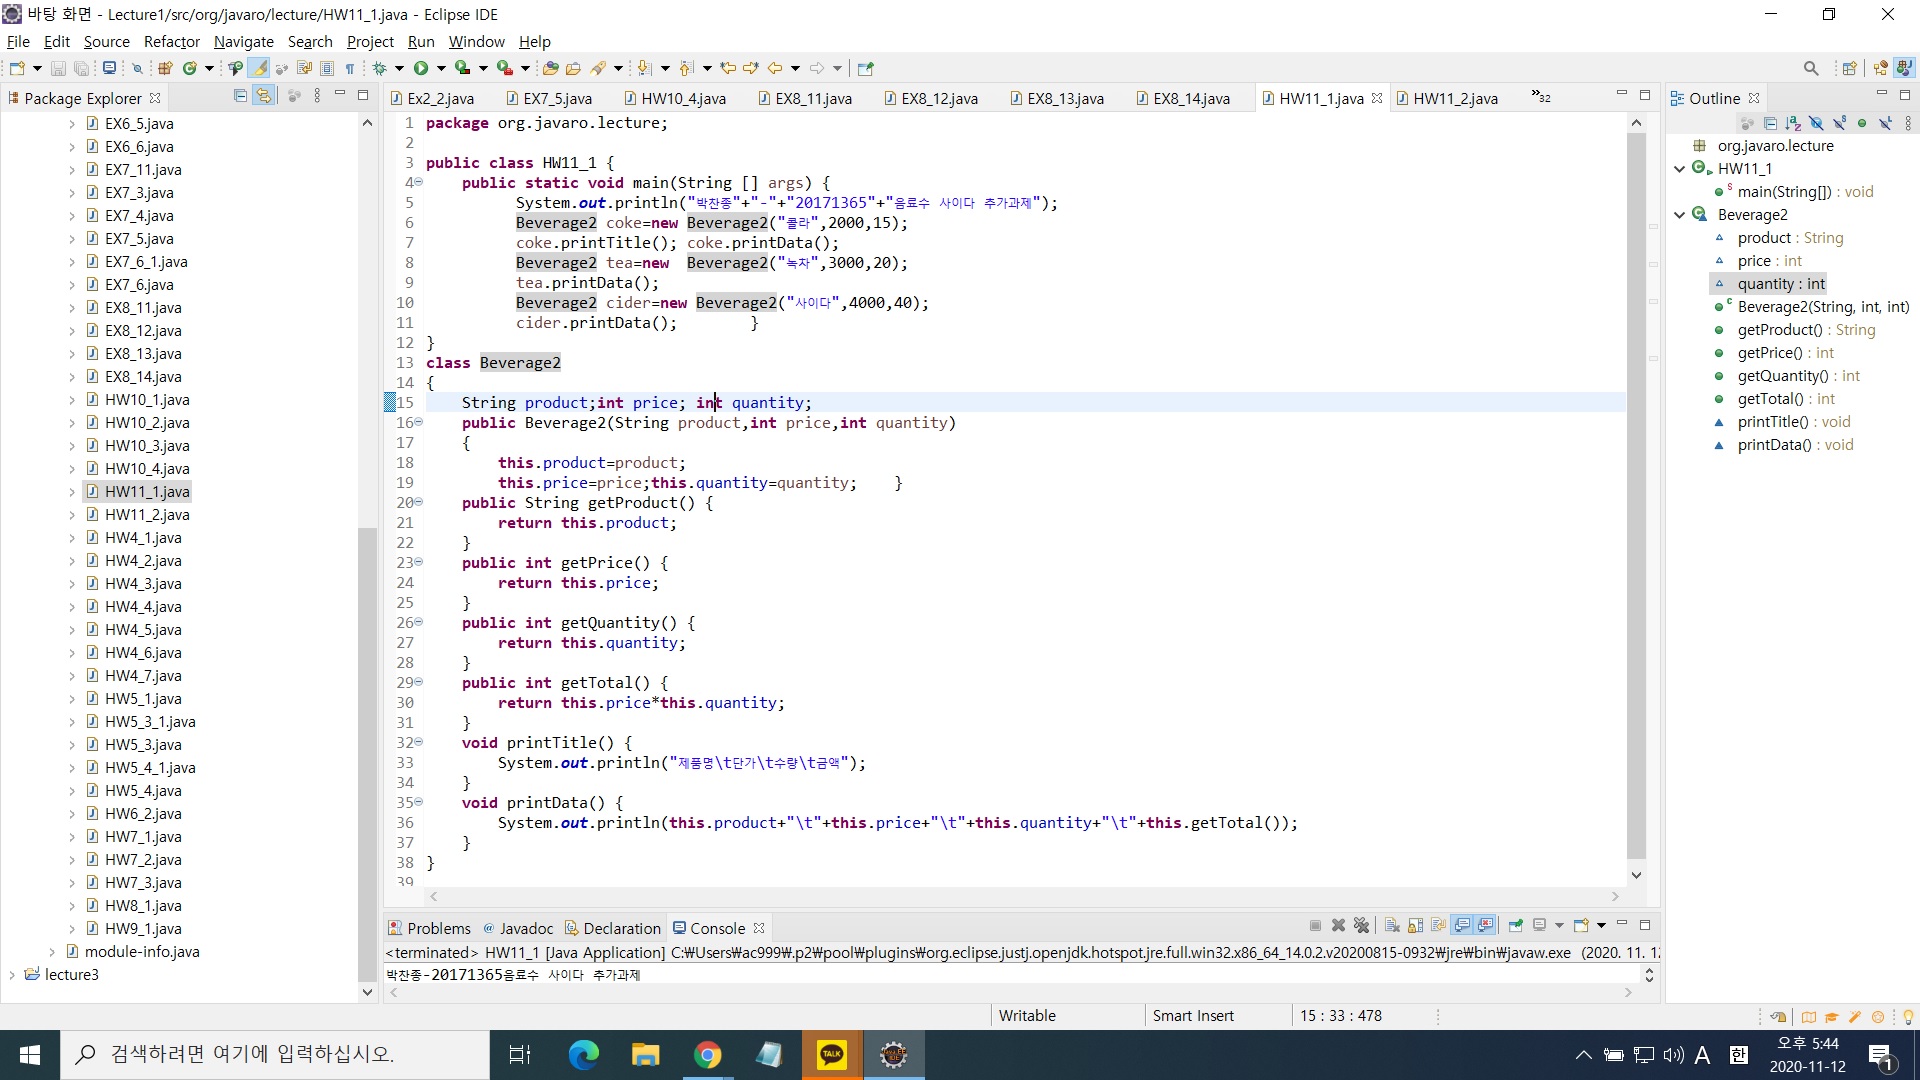 바탕 화면 - Lecture1/src/org/javaro/lecture/HW11_1.java - Eclipse IDE
File Edit Source Refactor Navigate Search Project Run Window Help
Package Explorer
EX6_5.java
EX6_6.java
EX7_11.java
EX7_3.java
EX7_4.java
EX7_5.java
EX7_6_1.java
EX7_6.java
EX8_11.java
EX8_12.java
EX8_13.java
EX8_14.java
HW10_1.java
HW10_2.java
HW10_3.java
HW10_4.java
HW11_1.java
HW11_2.java
HW4_1.java
HW4_2.java
HW4_3.java
HW4_4.java
HW4_5.java
HW4_6.java
HW4_7.java
HW5_1.java
HW5_3_1.java
HW5_3.java
HW5_4_1.java
HW5_4.java
HW6_2.java
HW7_1.java
HW7_2.java
HW7_3.java
HW8_1.java
HW9_1.java
module-info.java
lecture3
Ex2_2.java EX7_5.java HW10_4.java EX8_11.java EX8_12.java EX8_13.java EX8_14.java HW11_1.java HW11_2.java »32
1 package org.javaro.lecture;
2
3 public class HW11_1 {
4 public static void main(String [] args) {
5 System.out.println("박찬종"+"-"+"20171365"+"음료수 사이다 추가과제");
6 Beverage2 coke=new Beverage2("콜라",2000,15);
7 coke.printTitle(); coke.printData();
8 Beverage2 tea=new  Beverage2("녹차",3000,20);
9 tea.printData();
10 Beverage2 cider=new Beverage2("사이다",4000,40);
11 cider.printData(); }
12 }
13 class Beverage2
14 {
15 String product;int price; int quantity;
16 public Beverage2(String product,int price,int quantity)
17 {
18 this.product=product;
19 this.price=price;this.quantity=quantity; }
20 public String getProduct() {
21 return this.product;
22 }
23 public int getPrice() {
24 return this.price;
25 }
26 public int getQuantity() {
27 return this.quantity;
28 }
29 public int getTotal() {
30 return this.price*this.quantity;
31 }
32 void printTitle() {
33 System.out.println("제품명\t단가\t수량\t금액");
34 }
35 void printData() {
36 System.out.println(this.product+"\t"+this.price+"\t"+this.quantity+"\t"+this.getTotal());
37 }
38 }
39
Problems @ Javadoc Declaration Console
<terminated> HW11_1 [Java Application] C:₩Users₩ac999₩.p2₩pool₩plugins₩org.eclipse.justj.openjdk.hotspot.jre.full.win32.x86_64_14.0.2.v20200815-0932₩jre₩bin₩javaw.exe (2020. 11. 12
박찬종-20171365음료수 사이다 추가과제
Outline
org.javaro.lecture
HW11_1
main(String[]) : void
Beverage2
product : String
price : int
quantity : int
Beverage2(String, int, int)
getProduct() : String
getPrice() : int
getQuantity() : int
getTotal() : int
printTitle() : void
printData() : void
Writable Smart Insert 15 : 33 : 478
검색하려면 여기에 입력하십시오.
TALK
A 한
오후 5:44
2020-11-12
1